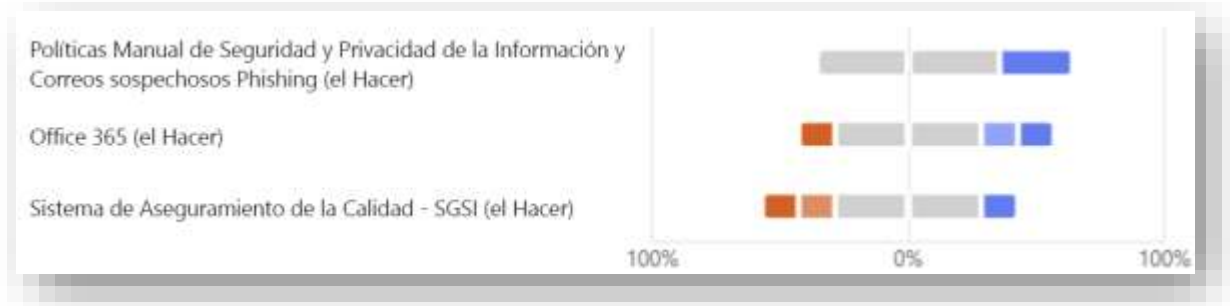 Políticas Manual de Seguridad y Privacidad de la Información y
Correos sospechosos Phishing (el Hacer)
Office 365 (el Hacer)
Sistema de Aseguramiento de la Calidad - SGSI (el Hacer)
100% 0% 100%